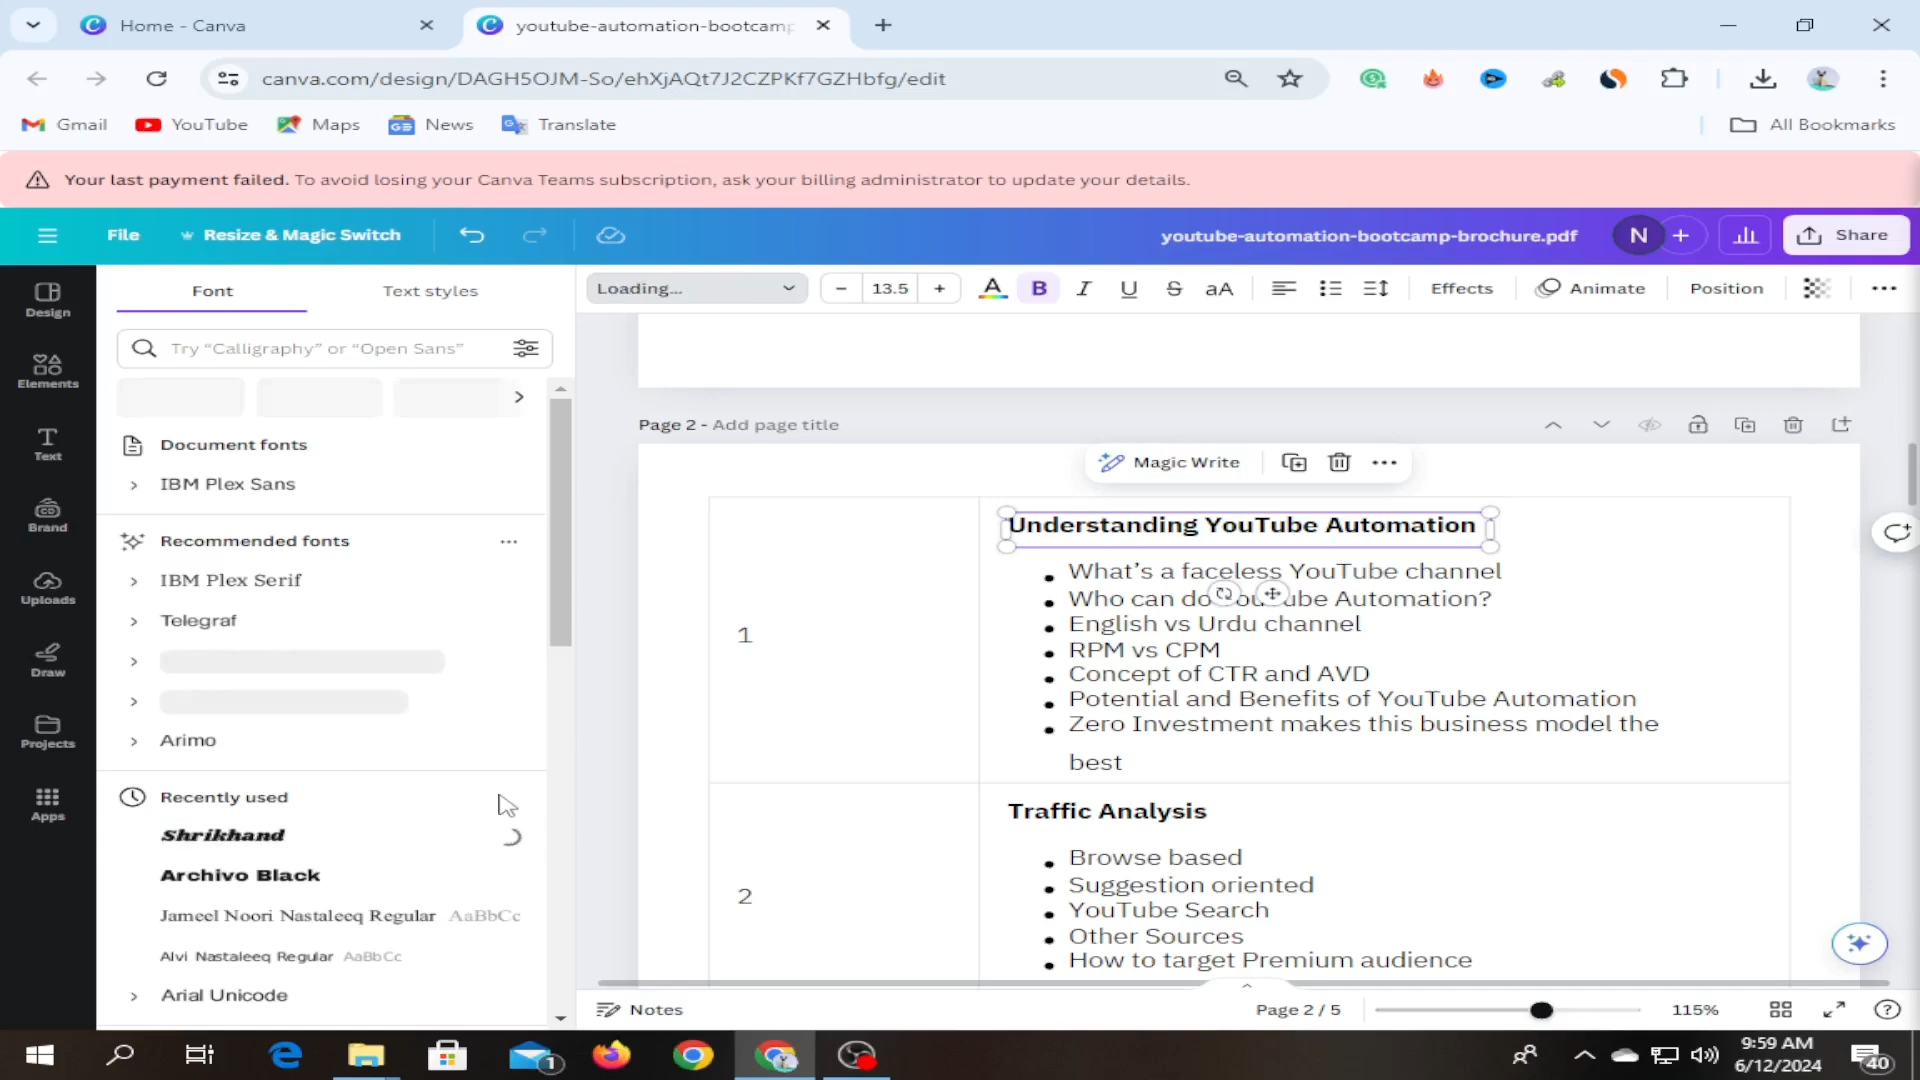 Home - Canva
youtube-automation-bootcamp
canva.com/design/DAGH5OJM-So/ehXjAQt7J2CZPKf7GZHbfg/edit
Gmail
YouTube
Maps
News
Translate
All Bookmarks
Your last payment failed. To avoid losing your Canva Teams subscription, ask your billing administrator to update your details.
File
Resize & Magic Switch
youtube-automation-bootcamp-brochure.pdf
N
Share
Design
Elements
Text
Brand
Uploads
Draw
Projects
Apps
Font
Text styles
Try “Calligraphy” or “Open Sans”
Document fonts
IBM Plex Sans
Recommended fonts
IBM Plex Serif
Telegraf
Arimo
Recently used
Shrikhand
Archivo Black
Jameel Noori Nastaleeq Regular AaBbCc
Alvi Nastaleeq Regular AaBbCc
Arial Unicode
Loading...
13.5
A
B
I
U
S
aA
Effects
Animate
Position
Page 2 - Add page title
Magic Write
1
Understanding YouTube Automation
What’s a faceless YouTube channel
Who can do YouTube Automation?
English vs Urdu channel
RPM vs CPM
Concept of CTR and AVD
Potential and Benefits of YouTube Automation
Zero Investment makes this business model the
best
2
Traffic Analysis
Browse based
Suggestion oriented
YouTube Search
Other Sources
How to target Premium audience
Notes
Page 2 / 5
115%
1
9:59 AM
6/12/2024
40